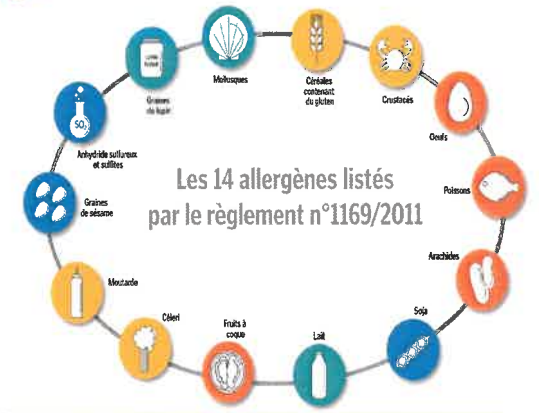 Mollusques
Céréales
contenant
du gluten
Crustacés
Oeufs
Poissons
Arachides
Soja
Lait
Fruits à
coque
Céleri
Moutarde
Graines
de sésame
Anhydride sulfureux
et sulfites
SO₂
Graines
de lupin
Les 14 allergènes listés
par le règlement n°1169/2011